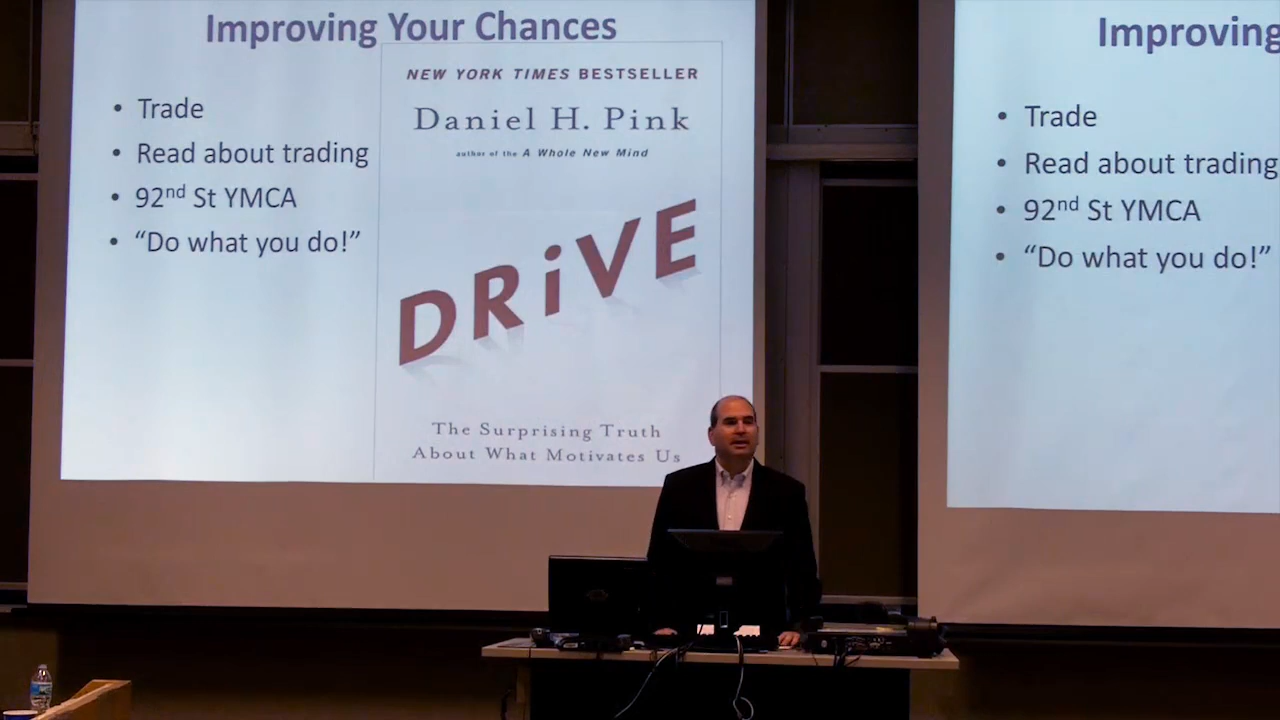 Improving Your Chances
• Trade
• Read about trading
• 92nd St YMCA
• “Do what you do!”
NEW YORK TIMES BESTSELLER
Daniel H. Pink
author of the A Whole New Mind
DRiVE
The Surprising Truth
About What Motivates Us
Improving
• Trade
• Read about trading
• 92nd St YMCA
• “Do what you do!”